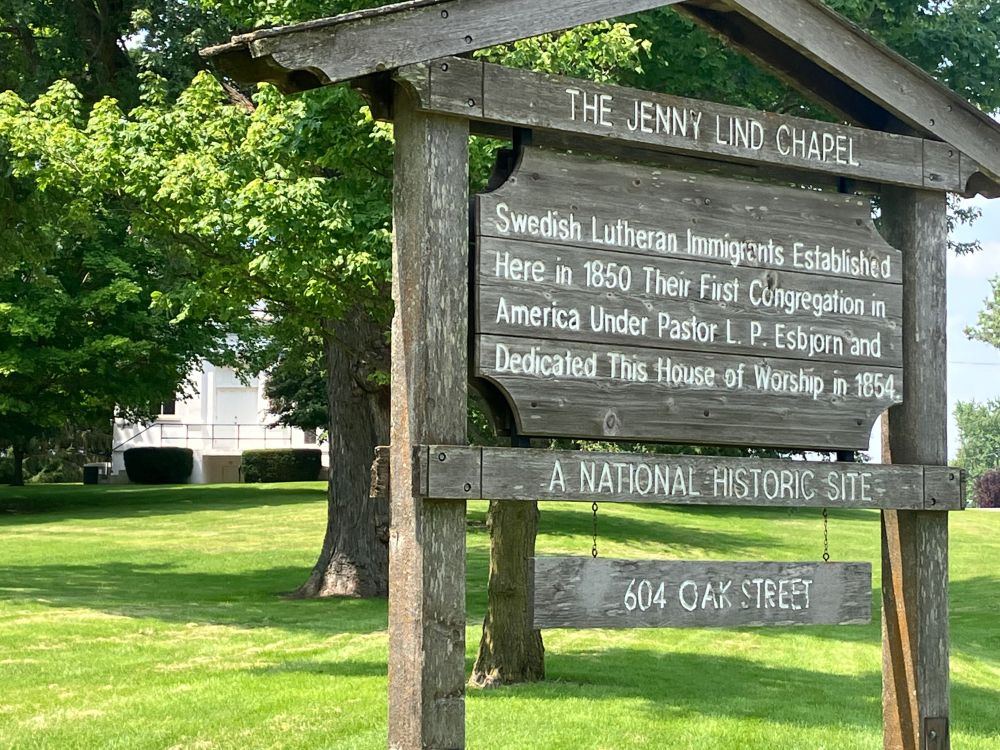 THE JENNY LIND CHAPEL
Swedish Lutheran Immigrants Established
Here in 1850 Their First Congregation in
America Under Pastor L. P. Esbjorn and
Dedicated This House of Worship in 1854.
A NATIONAL HISTORIC SITE
604 OAK STREET